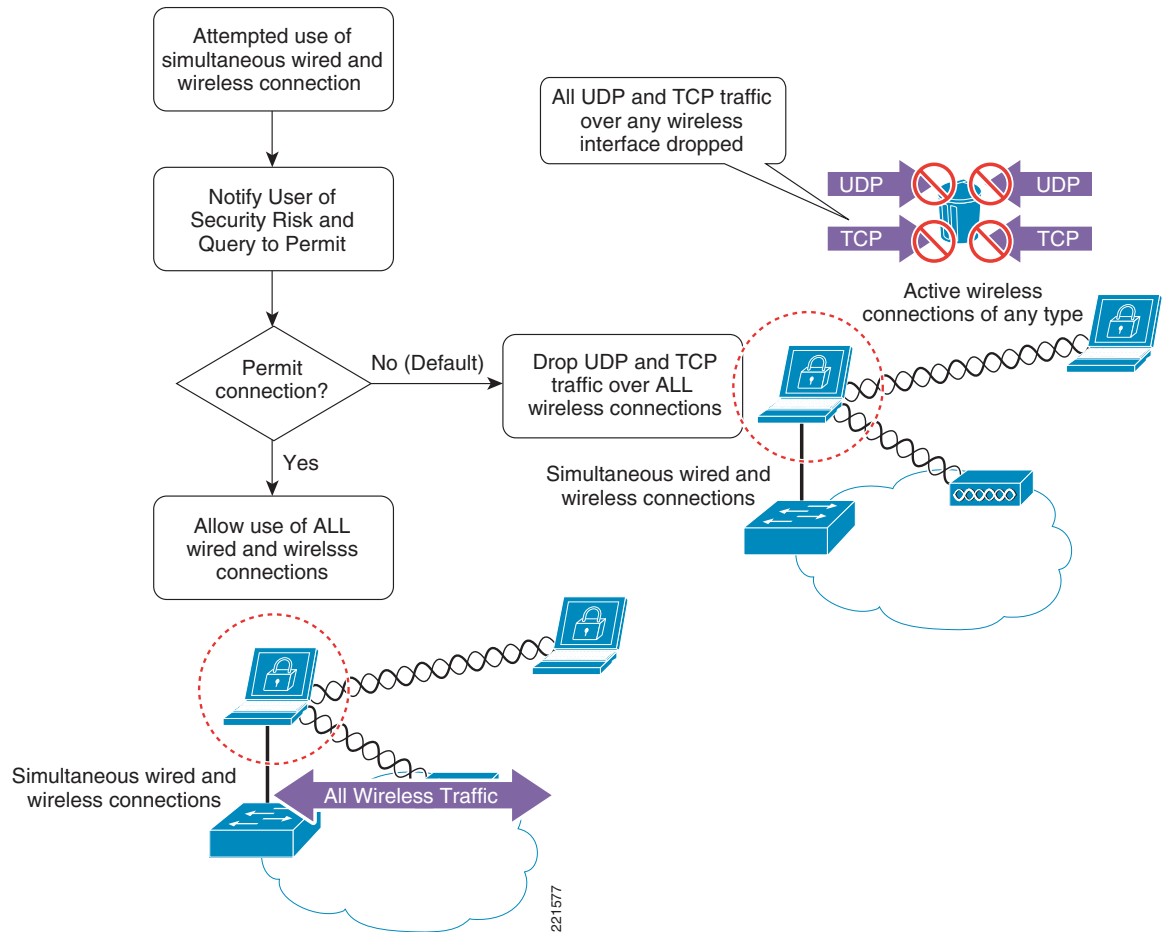 Attempted use of
simultaneous wired and
wireless connection
All UDP and TCP traffic
over any wireless
interface dropped
Notify User of
Security Risk and
Query to Permit
UDP
UDP
TCP
TCP
Active wireless
connections of any type
Permit
connection?
No (Default)
Drop UDP and TCP
traffic over ALL
wireless connections
Yes
Simultaneous wired and
wireless connections
Allow use of ALL
wired and wirelsss
connections
Simultaneous wired and
wireless connections
All Wireless Traffic
221577